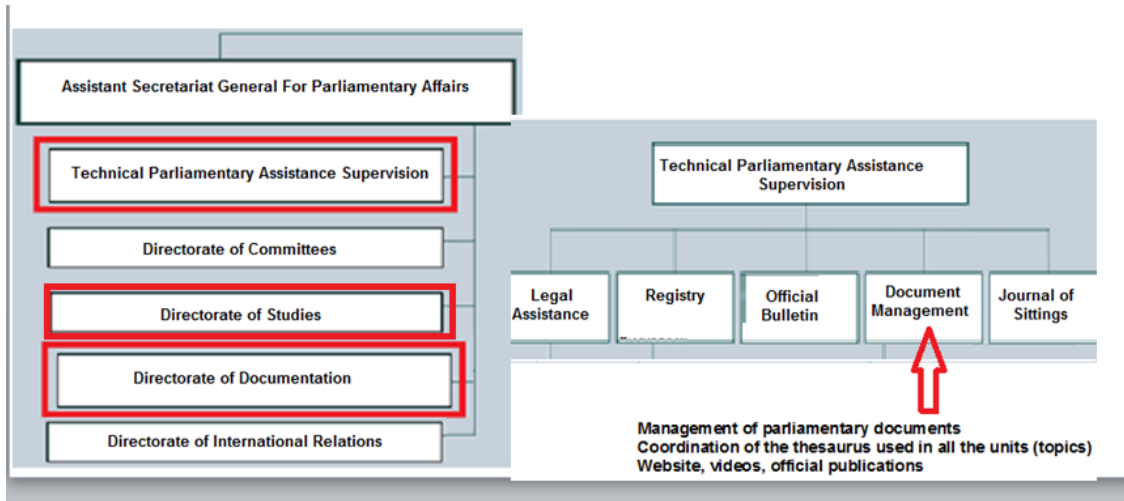 Assistant Secretariat General For Parliamentary Affairs
Technical Parliamentary Assistance Supervision
Directorate of Committees
Directorate of Studies
Directorate of Documentation
Directorate of International Relations
Technical Parliamentary Assistance
Supervision
Legal
Assistance
Registry
Official
Bulletin
Document
Management
Journal of
Sittings
Management of parliamentary documents
Coordination of the thesaurus used in all the units (topics)
Website, videos, official publications